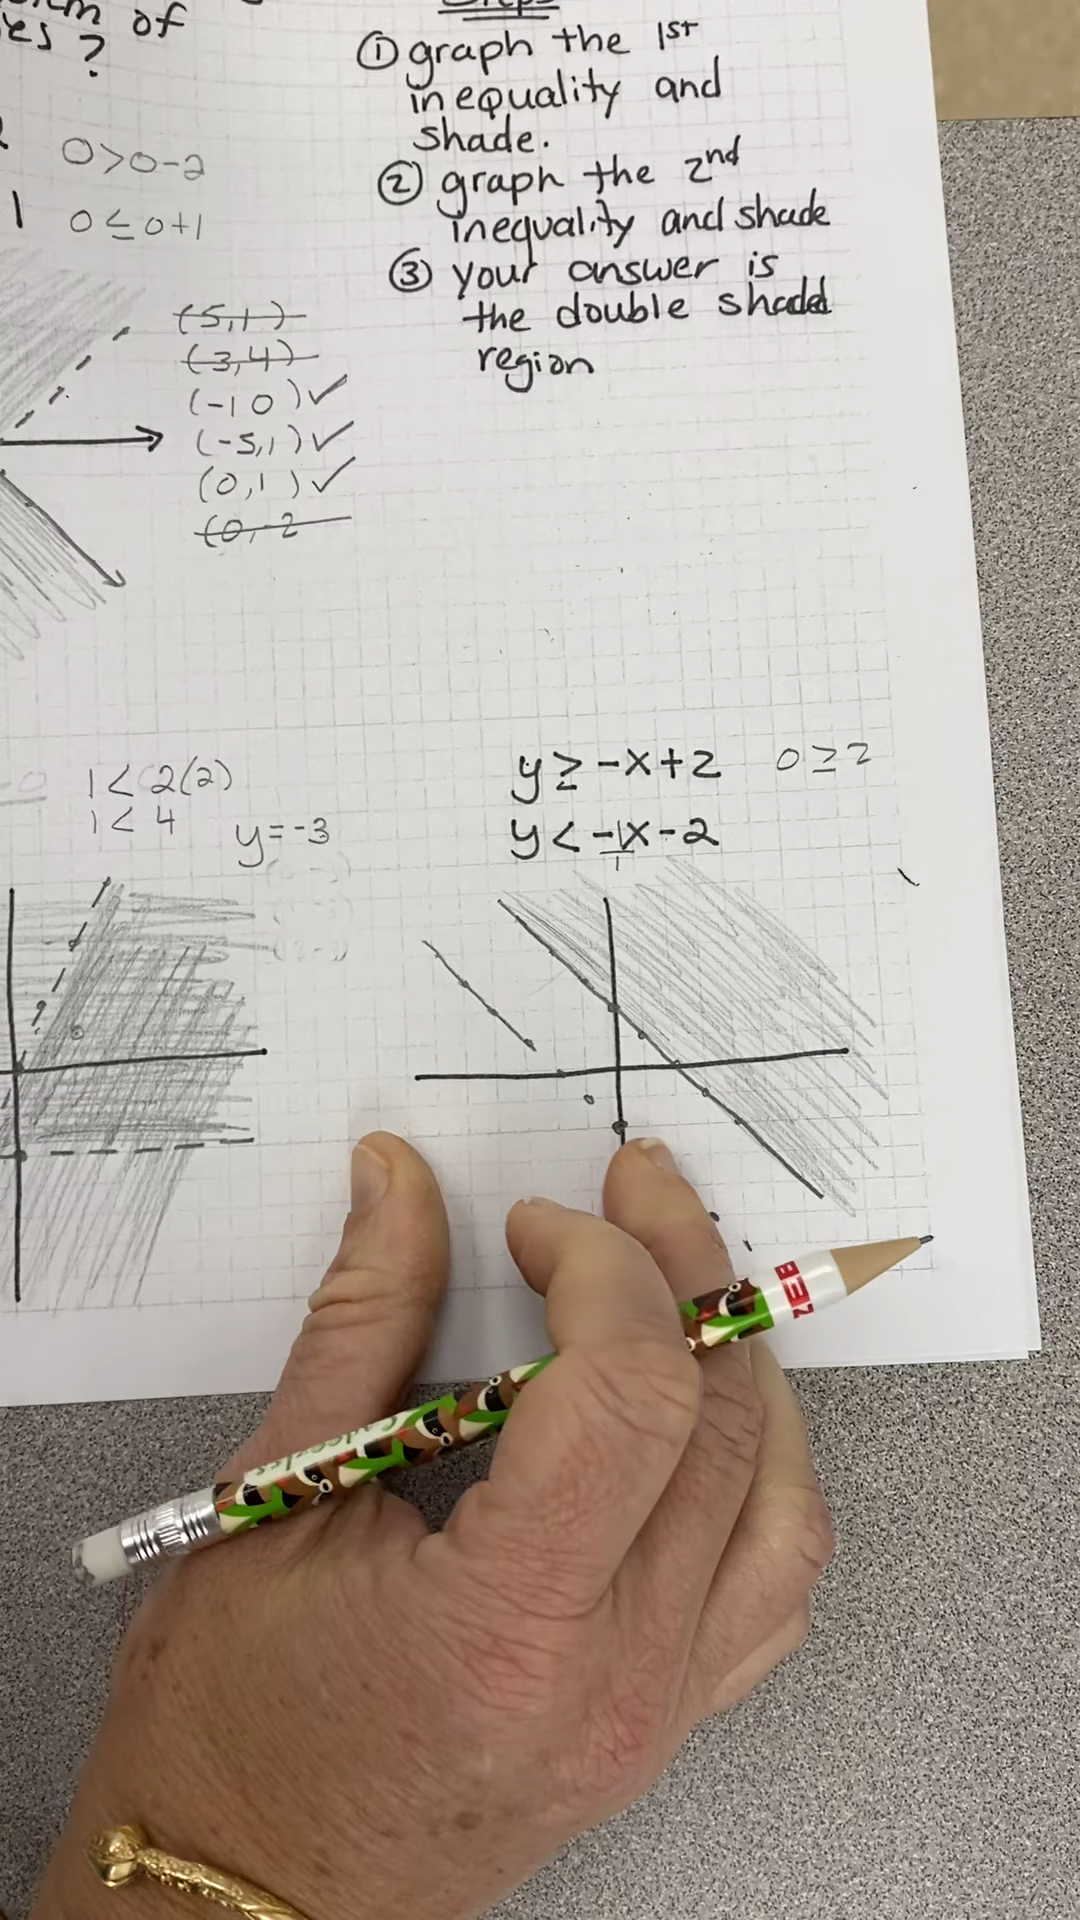 of
?
① graph the 1st
inequality and
shade.
② graph the 2nd
inequality and shade
③ your answer is
the double shaded
region
0>0-2
1 0≤0+1
(5,1)
(3,4)
(-1 0)✓
(-5,1)✓
(0,1)✓
(0,-2
1<2(2)
1<4
y=-3
y≥-x+2 0≥2
y<-1x-2
1